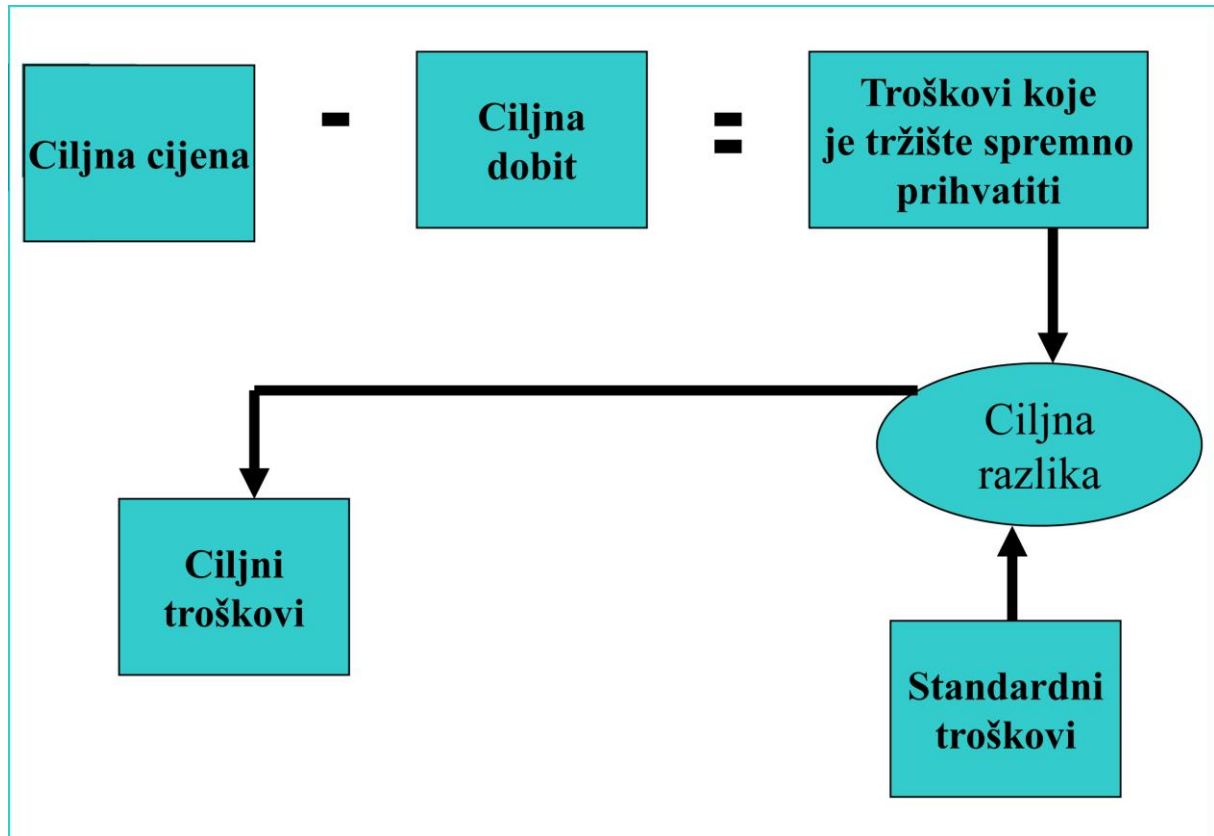 Ciljna cijena
-
Ciljna
dobit
=
Troškovi koje
je tržište spremno
prihvatiti
Ciljna
razlika
Ciljni
troškovi
Standardni
troškovi